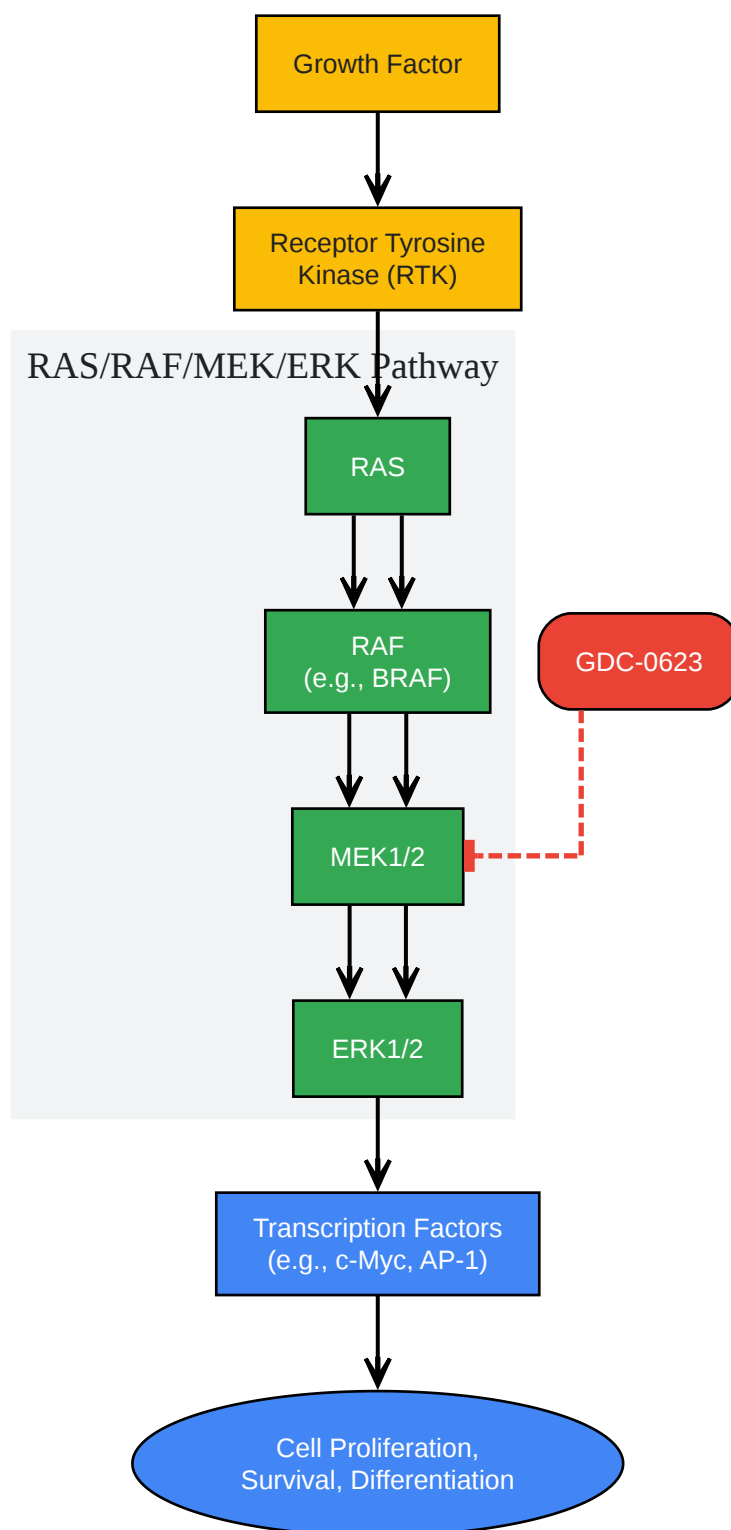 Growth Factor
Receptor Tyrosine
Kinase (RTK)
RAS/RAF/MEK/ERK Pathway
RAS
RAF
(e.g., BRAF)
GDC-0623
MEK1/2
ERK1/2
Transcription Factors
(e.g., c-Myc, AP-1)
Cell Proliferation,
Survival, Differentiation